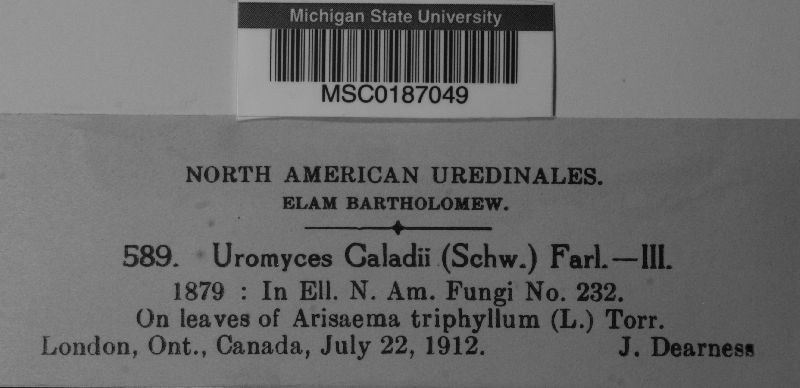 Michigan State University
MSC0187049
NORTH AMERICAN UREDINALES.
ELAM BARTHOLOMEW.
589. Uromyces Caladii (Schw.) Farl.—III.
1879 : In Ell. N. Am. Fungi No. 232.
On leaves of Arisaema triphyllum (L.) Torr.
London, Ont., Canada, July 22, 1912. J. Dearness